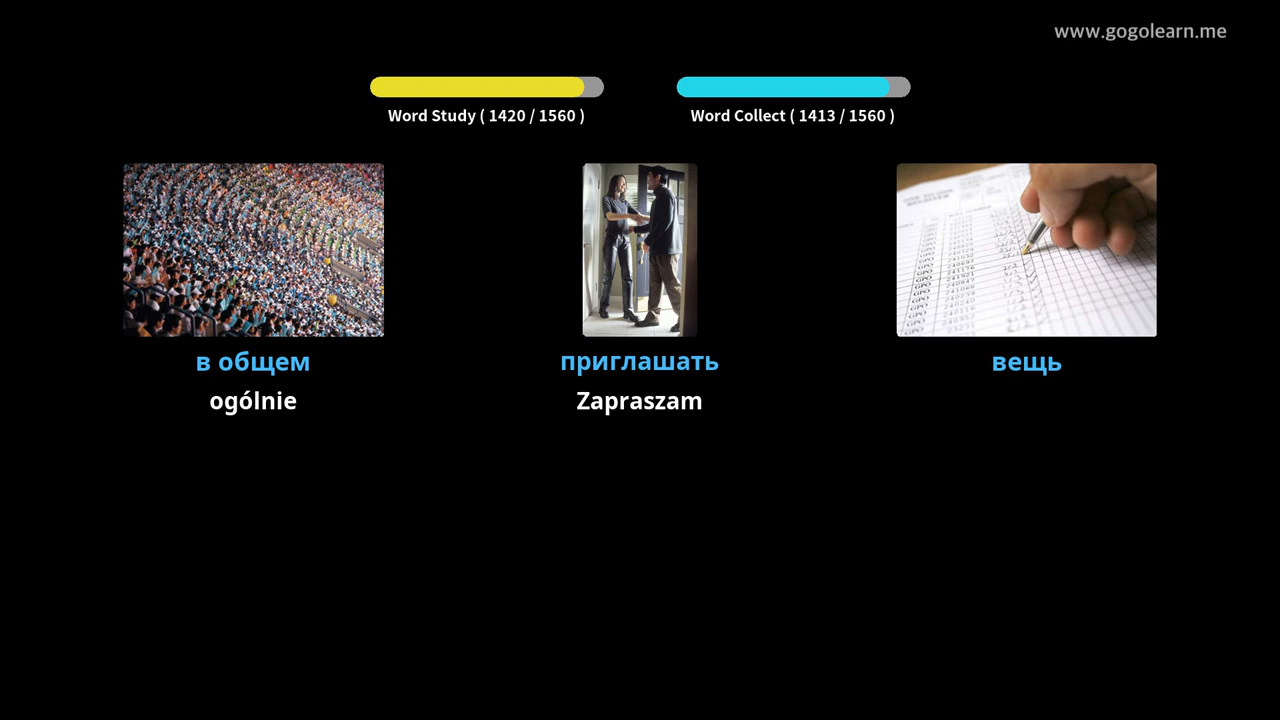 www.gogolearn.me
Word Study ( 1420 / 1560 )
Word Collect ( 1413 / 1560 )
в общем
приглашать
вещь
ogólnie
Zapraszam